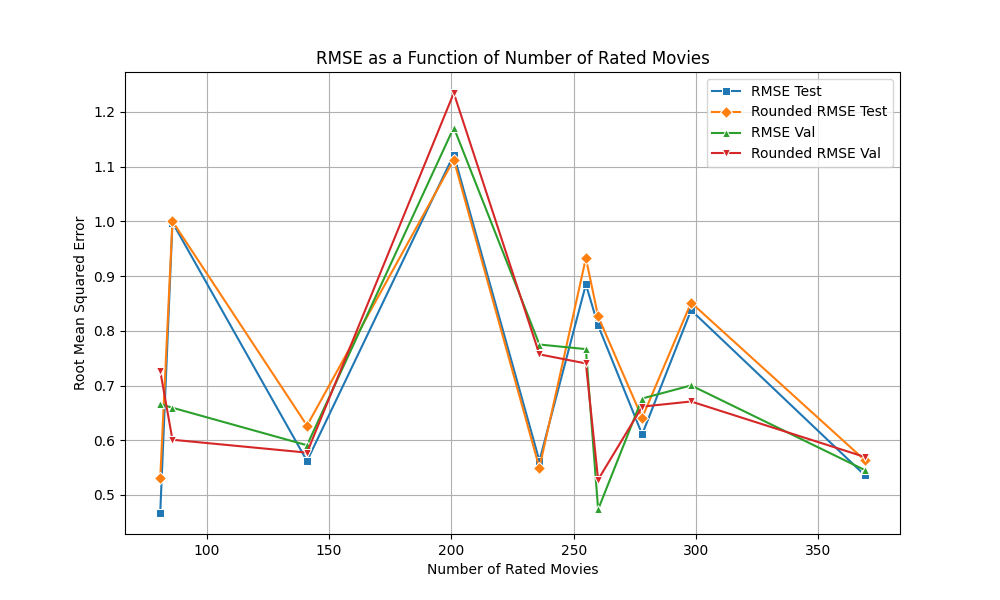 RMSE as a Function of Number of Rated Movies
RMSE Test
Rounded RMSE Test
RMSE Val
Rounded RMSE Val
Root Mean Squared Error
1.2
1.1
1.0
0.9
0.8
0.7
0.6
0.5
100
150
200
250
300
350
Number of Rated Movies